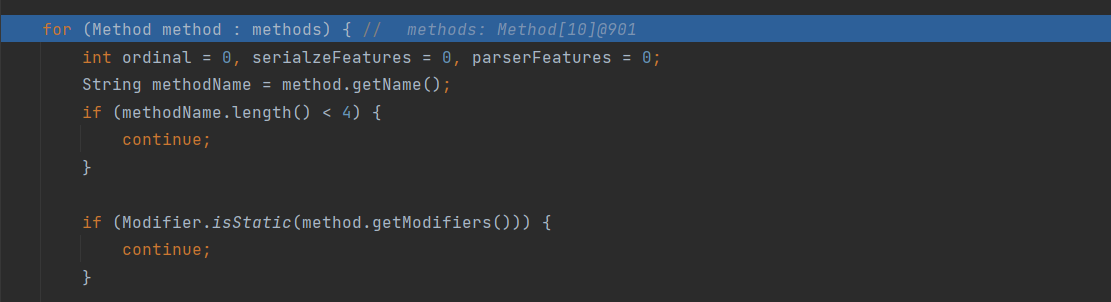 for (Method method : methods) { //   methods: Method[10]@901
int ordinal = 0, serialzeFeatures = 0, parserFeatures = 0;
String methodName = method.getName();
if (methodName.length() < 4) {
continue;
}
if (Modifier.isStatic(method.getModifiers())) {
continue;
}